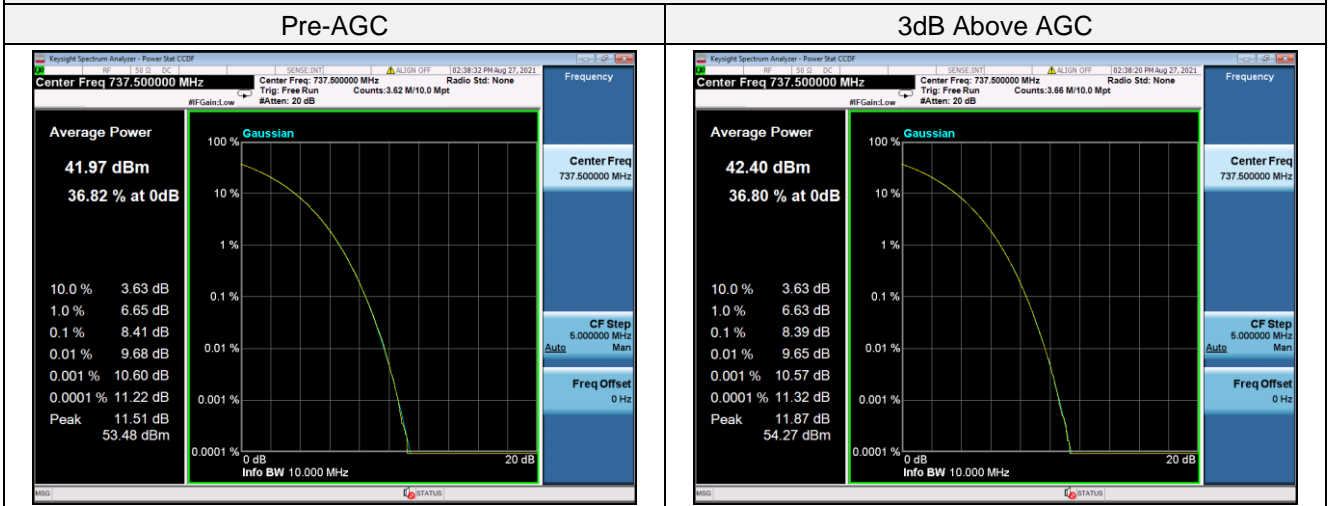 Pre-AGC
3dB Above AGC
Keysight Spectrum Analyzer - Power Stat CCDF
RF 50 Ω DC SENSE:INT ALIGN OFF 02:38:32 PM Aug 27, 2021
Center Freq 737.500000 MHz
Center Freq: 737.500000 MHz Radio Std: None
Trig: Free Run Counts:3.62 M/10.0 Mpt
#IFGain:Low #Atten: 20 dB
Frequency
Average Power
41.97 dBm
36.82 % at 0dB
10.0 % 3.63 dB
1.0 % 6.65 dB
0.1 % 8.41 dB
0.01 % 9.68 dB
0.001 % 10.60 dB
0.0001 % 11.22 dB
Peak 11.51 dB
53.48 dBm
Gaussian
100 %
10 %
1 %
0.1 %
0.01 %
0.001 %
0.0001 %
0 dB 20 dB
Info BW 10.000 MHz
Center Freq
737.500000 MHz
CF Step
5.000000 MHz
Auto Man
Freq Offset
0 Hz
MSG STATUS
Keysight Spectrum Analyzer - Power Stat CCDF
RF 50 Ω DC SENSE:INT ALIGN OFF 02:38:20 PM Aug 27, 2021
Center Freq 737.500000 MHz
Center Freq: 737.500000 MHz Radio Std: None
Trig: Free Run Counts:3.66 M/10.0 Mpt
#IFGain:Low #Atten: 20 dB
Frequency
Average Power
42.40 dBm
36.80 % at 0dB
10.0 % 3.63 dB
1.0 % 6.63 dB
0.1 % 8.39 dB
0.01 % 9.65 dB
0.001 % 10.57 dB
0.0001 % 11.32 dB
Peak 11.87 dB
54.27 dBm
Gaussian
100 %
10 %
1 %
0.1 %
0.01 %
0.001 %
0.0001 %
0 dB 20 dB
Info BW 10.000 MHz
Center Freq
737.500000 MHz
CF Step
5.000000 MHz
Auto Man
Freq Offset
0 Hz
MSG STATUS